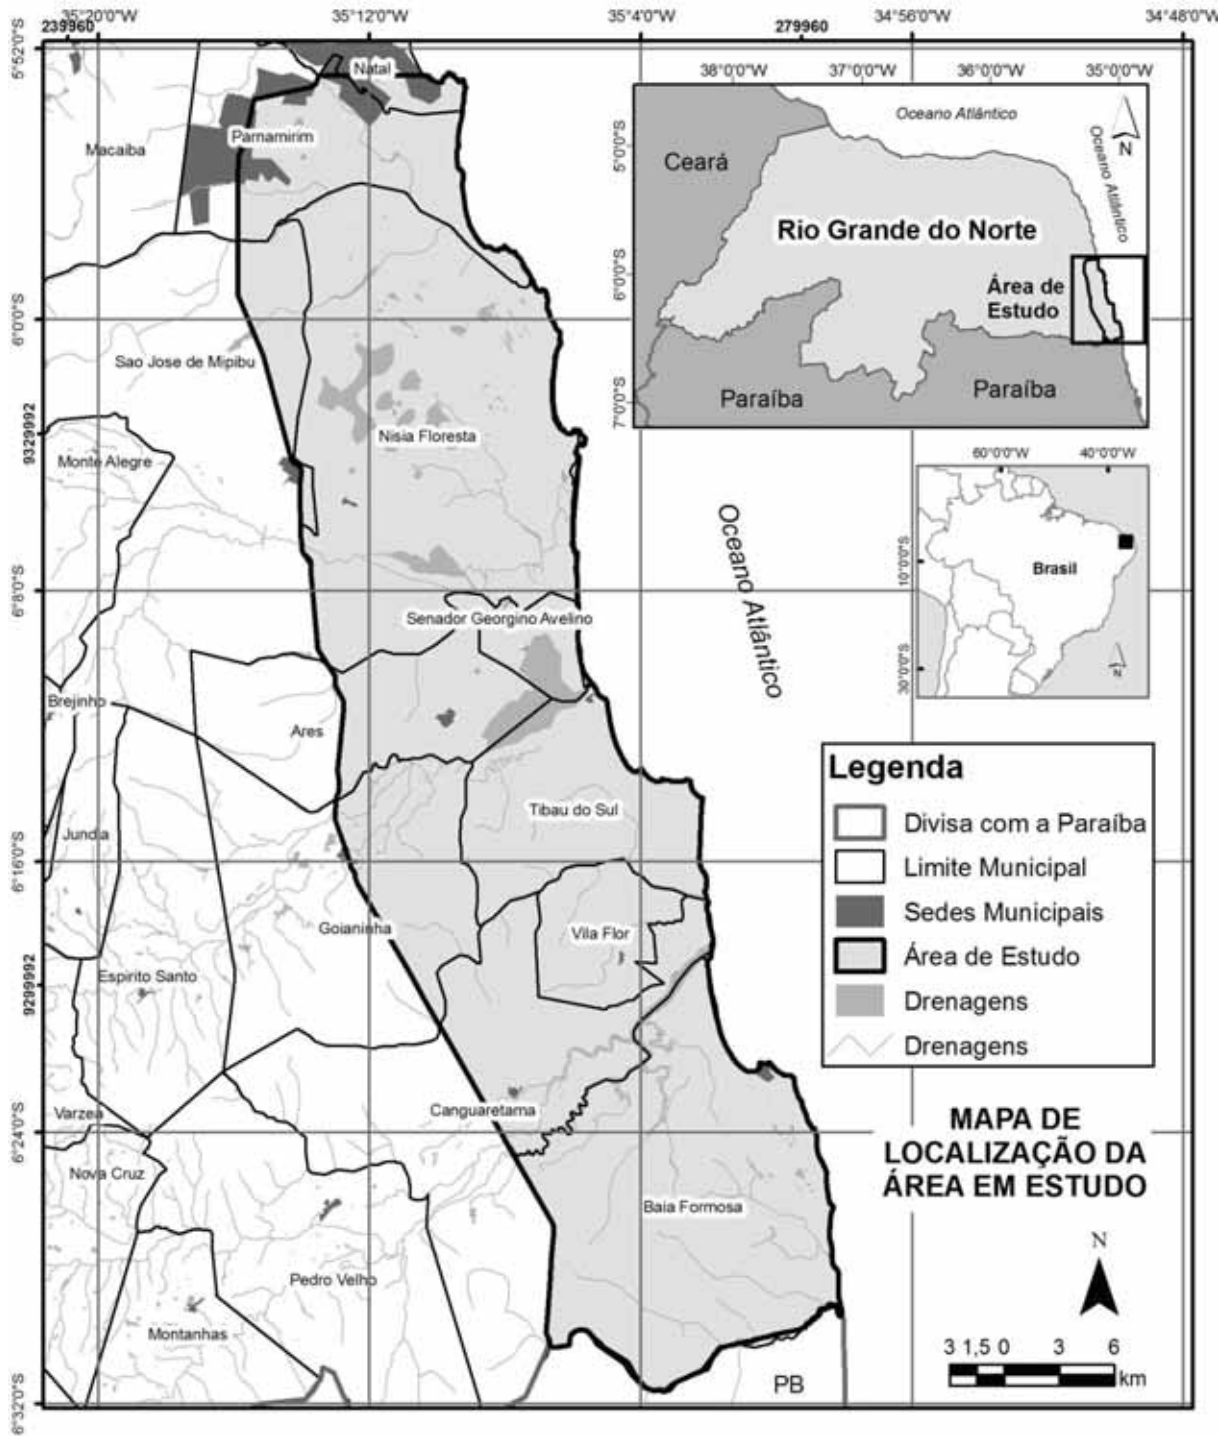 35°20'0"W
35°12'0"W
35°4'0"W
34°56'0"W
34°48'0"W
239960
279960
5°52'0"S
6°0'0"S
9329992
6°8'0"S
6°16'0"S
9299992
6°24'0"S
6°32'0"S
Natal
Parnamirim
Macaiba
Sao Jose de Mipibu
Nisia Floresta
Monte Alegre
Senador Georgino Avelino
Brejinho
Ares
Tibau do Sul
Jundia
Goianinha
Vila Flor
Espirito Santo
Canguaretama
Varzea
Nova Cruz
Baia Formosa
Pedro Velho
Montanhas
PB
Oceano Atlântico
38°0'0"W
37°0'0"W
36°0'0"W
35°0'0"W
5°0'0"S
6°0'0"S
7°0'0"S
Oceano Atlântico
Oceano Atlântico
N
Ceará
Rio Grande do Norte
Área de
Estudo
Paraíba
Paraíba
60°0'0"W
40°0'0"W
10°0'0"S
30°0'0"S
Brasil
N
Legenda
Divisa com a Paraíba
Limite Municipal
Sedes Municipais
Área de Estudo
Drenagens
Drenagens
MAPA DE
LOCALIZAÇÃO DA
ÁREA EM ESTUDO
N
3 1,5 0 3 6
km